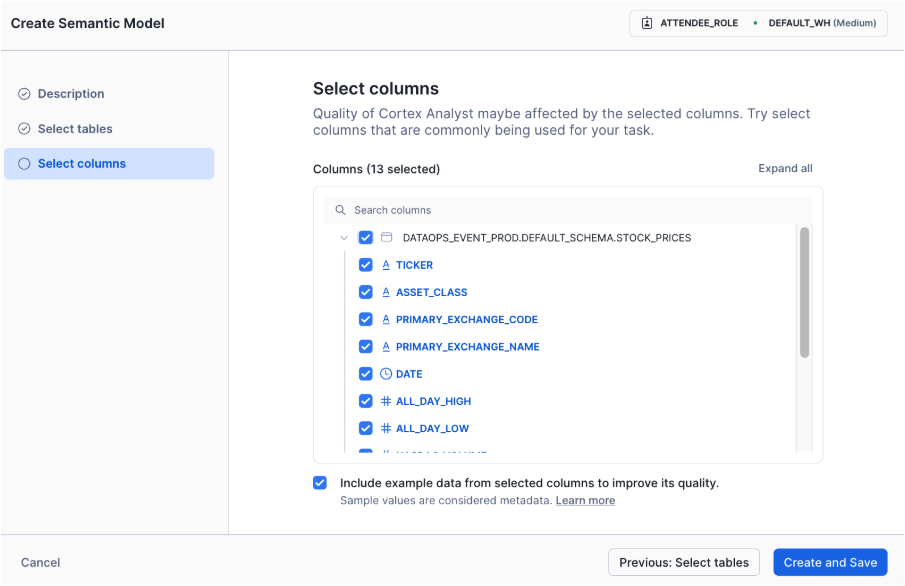 Create Semantic Model
ATTENDEE_ROLE • DEFAULT_WH (Medium)
Description
Select tables
Select columns
Select columns
Quality of Cortex Analyst maybe affected by the selected columns. Try select
columns that are commonly being used for your task.
Columns (13 selected)
Expand all
Search columns
DATAOPS_EVENT_PROD.DEFAULT_SCHEMA.STOCK_PRICES
A TICKER
A ASSET_CLASS
A PRIMARY_EXCHANGE_CODE
A PRIMARY_EXCHANGE_NAME
DATE
# ALL_DAY_HIGH
# ALL_DAY_LOW
Include example data from selected columns to improve its quality.
Sample values are considered metadata. Learn more
Cancel
Previous: Select tables
Create and Save